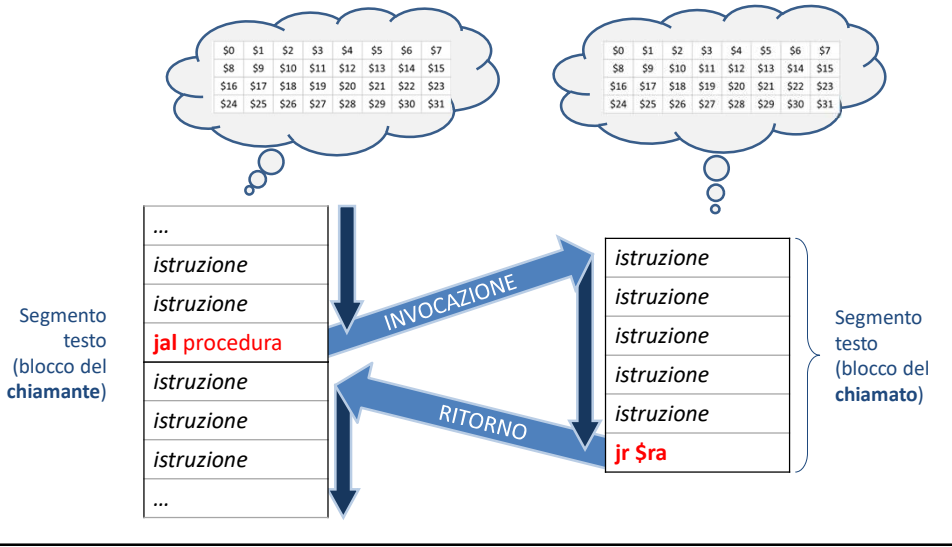 $0 $1 $2 $3 $4 $5 $6 $7
$8 $9 $10 $11 $12 $13 $14 $15
$16 $17 $18 $19 $20 $21 $22 $23
$24 $25 $26 $27 $28 $29 $30 $31
$0 $1 $2 $3 $4 $5 $6 $7
$8 $9 $10 $11 $12 $13 $14 $15
$16 $17 $18 $19 $20 $21 $22 $23
$24 $25 $26 $27 $28 $29 $30 $31
Segmento
testo
(blocco del
chiamante)
...
istruzione
istruzione
jal procedura
istruzione
istruzione
istruzione
...
INVOCAZIONE
RITORNO
istruzione
istruzione
istruzione
istruzione
istruzione
jr $ra
Segmento
testo
(blocco del
chiamato)